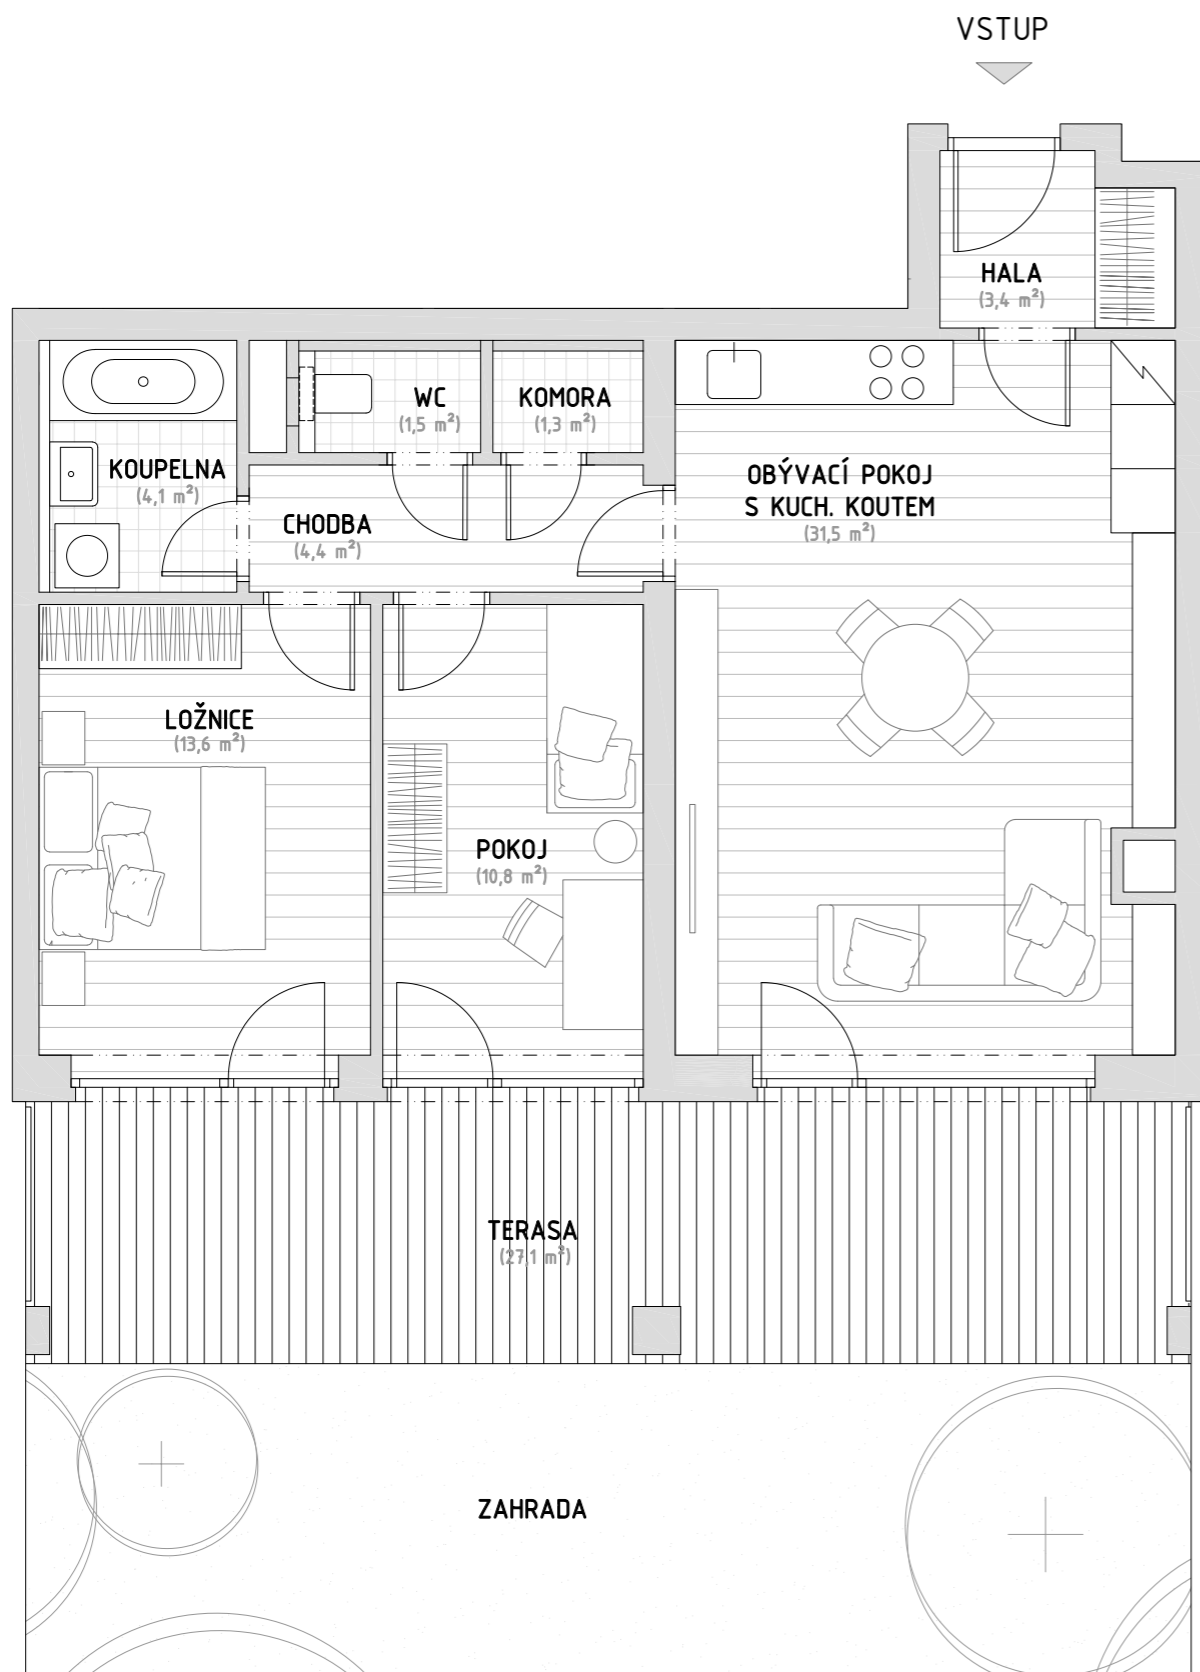 VSTUP
HALA
(3,4 m²)
WC
(1,5 m²)
KOMORA
(1,3 m²)
KOUPELNA
(4,1 m²)
OBÝVACÍ POKOJ
S KUCH. KOUTEM
(31,5 m²)
CHODBA
(4,4 m²)
LOŽNICE
(13,6 m²)
POKOJ
(10,8 m²)
TERASA
(27,1 m²)
ZAHRADA